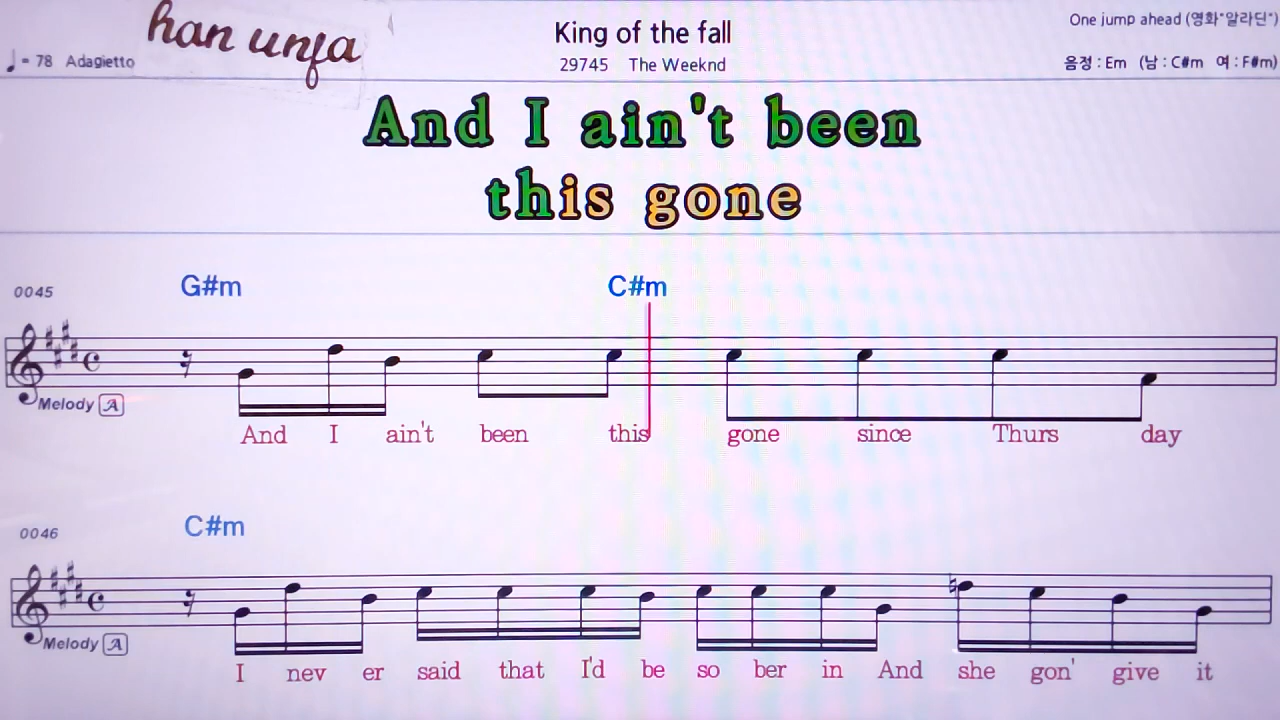 han unfa
King of the fall
One jump ahead (영화"알라딘")
♩= 78 Adagietto
29745 The Weeknd
음정 : Em (남 : C#m 여 : F#m)
And I ain't been
this gone
0045
G#m C#m
Melody A
And I ain't been this gone since Thurs day
0046
C#m
Melody A
I nev er said that I'd be so ber in And she gon' give it